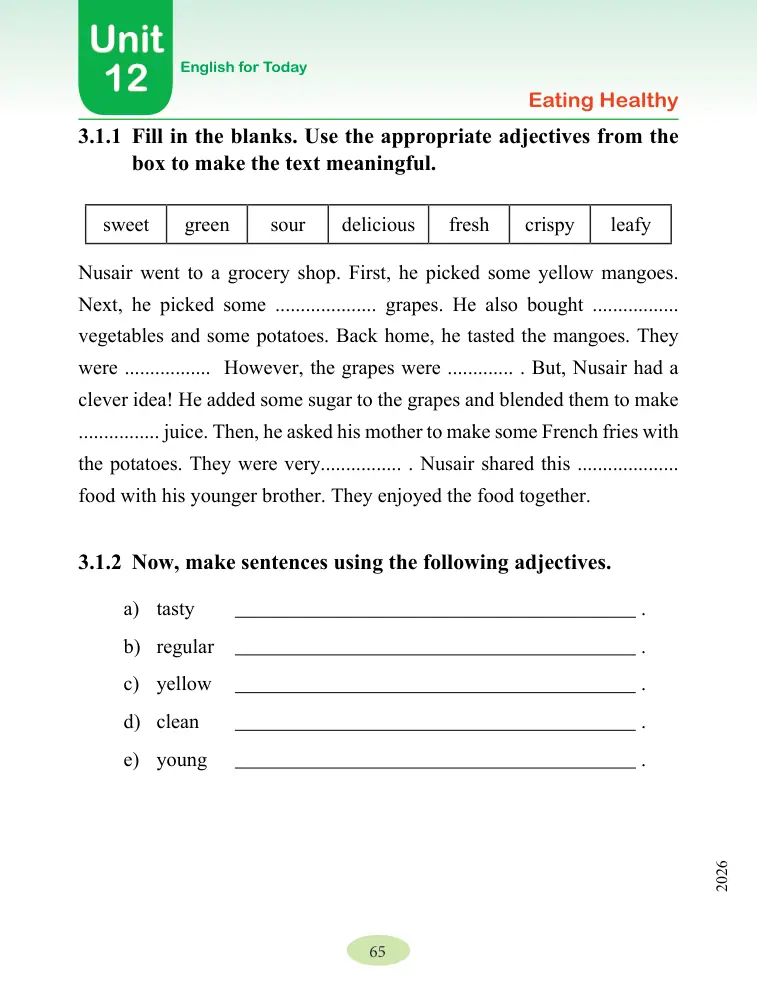 Unit
12
English for Today
Eating Healthy
3.1.1 Fill in the blanks. Use the appropriate adjectives from the
box to make the text meaningful.
sweet green sour delicious fresh crispy leafy
Nusair went to a grocery shop. First, he picked some yellow mangoes.
Next, he picked some .................... grapes. He also bought .................
vegetables and some potatoes. Back home, he tasted the mangoes. They
were ................. However, the grapes were ............. . But, Nusair had a
clever idea! He added some sugar to the grapes and blended them to make
................ juice. Then, he asked his mother to make some French fries with
the potatoes. They were very................ . Nusair shared this ....................
food with his younger brother. They enjoyed the food together.
3.1.2 Now, make sentences using the following adjectives.
a) tasty ________________________________________ .
b) regular ________________________________________ .
c) yellow ________________________________________ .
d) clean ________________________________________ .
e) young ________________________________________ .
2026
65